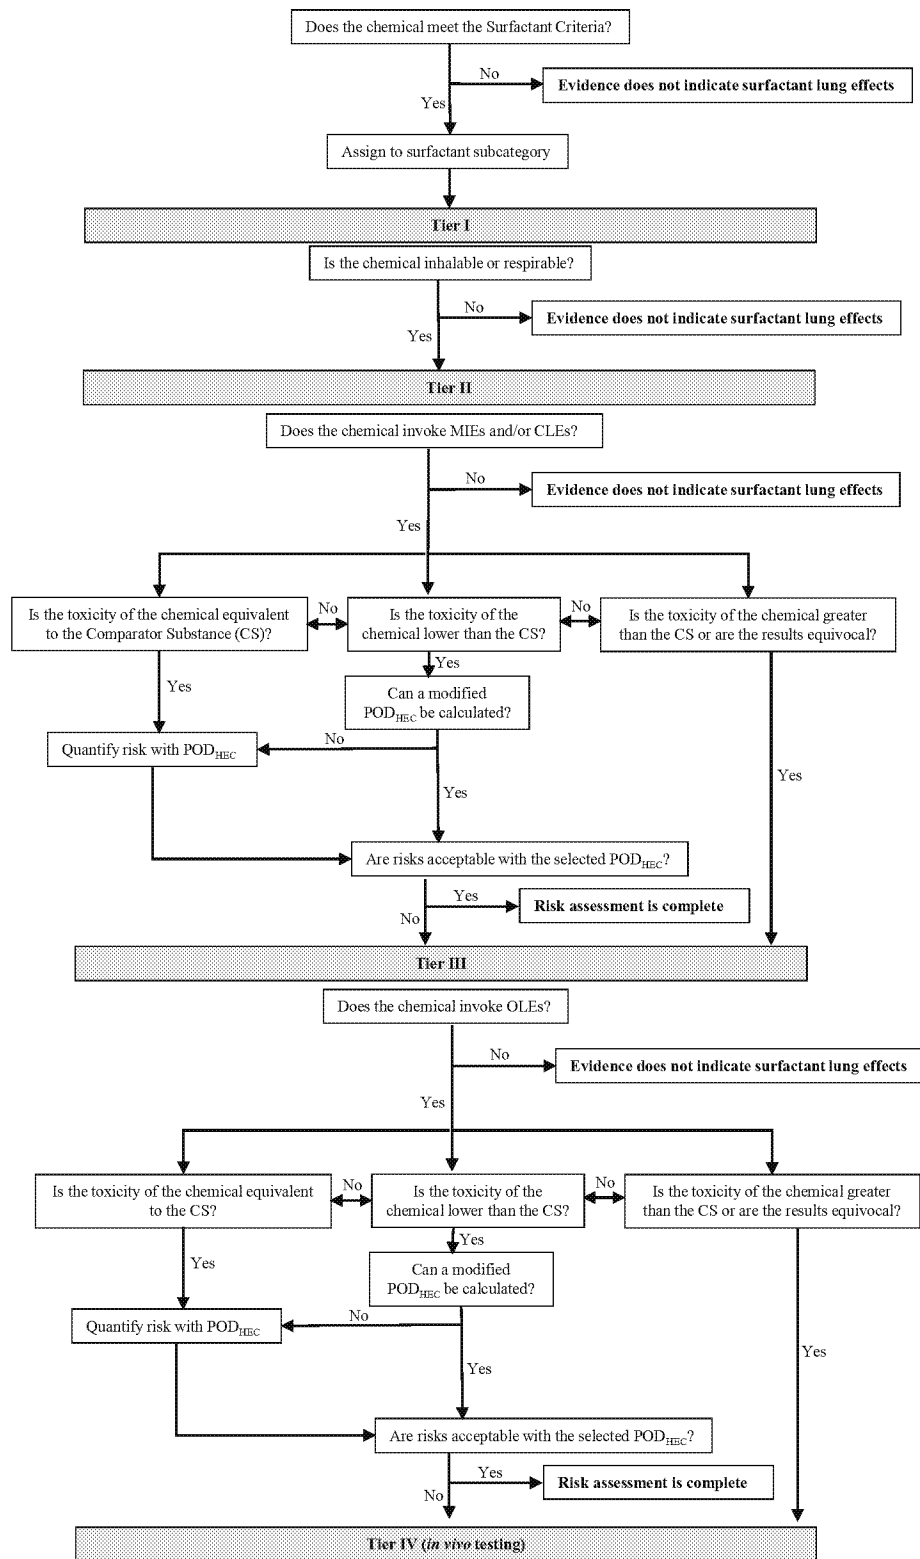 Does the chemical meet the Surfactant Criteria?
No
Evidence does not indicate surfactant lung effects
Yes
Assign to surfactant subcategory
Tier I
Is the chemical inhalable or respirable?
No
Evidence does not indicate surfactant lung effects
Yes
Tier II
Does the chemical invoke MIEs and/or CLEs?
No
Evidence does not indicate surfactant lung effects
Yes
Is the toxicity of the chemical equivalent
to the Comparator Substance (CS)?
No
Is the toxicity of the
chemical lower than the CS?
No
Is the toxicity of the chemical greater
than the CS or are the results equivocal?
Yes
Yes
Can a modified
POD_HEC be calculated?
No
Quantify risk with POD_HEC
Yes
Yes
Are risks acceptable with the selected POD_HEC?
Yes
Risk assessment is complete
No
Tier III
Does the chemical invoke OLEs?
No
Evidence does not indicate surfactant lung effects
Yes
Is the toxicity of the chemical equivalent
to the CS?
No
Is the toxicity of the
chemical lower than the CS?
No
Is the toxicity of the chemical greater
than the CS or are the results equivocal?
Yes
Yes
Can a modified
POD_HEC be calculated?
No
Quantify risk with POD_HEC
Yes
Yes
Are risks acceptable with the selected POD_HEC?
Yes
Risk assessment is complete
No
Tier IV (in vivo testing)